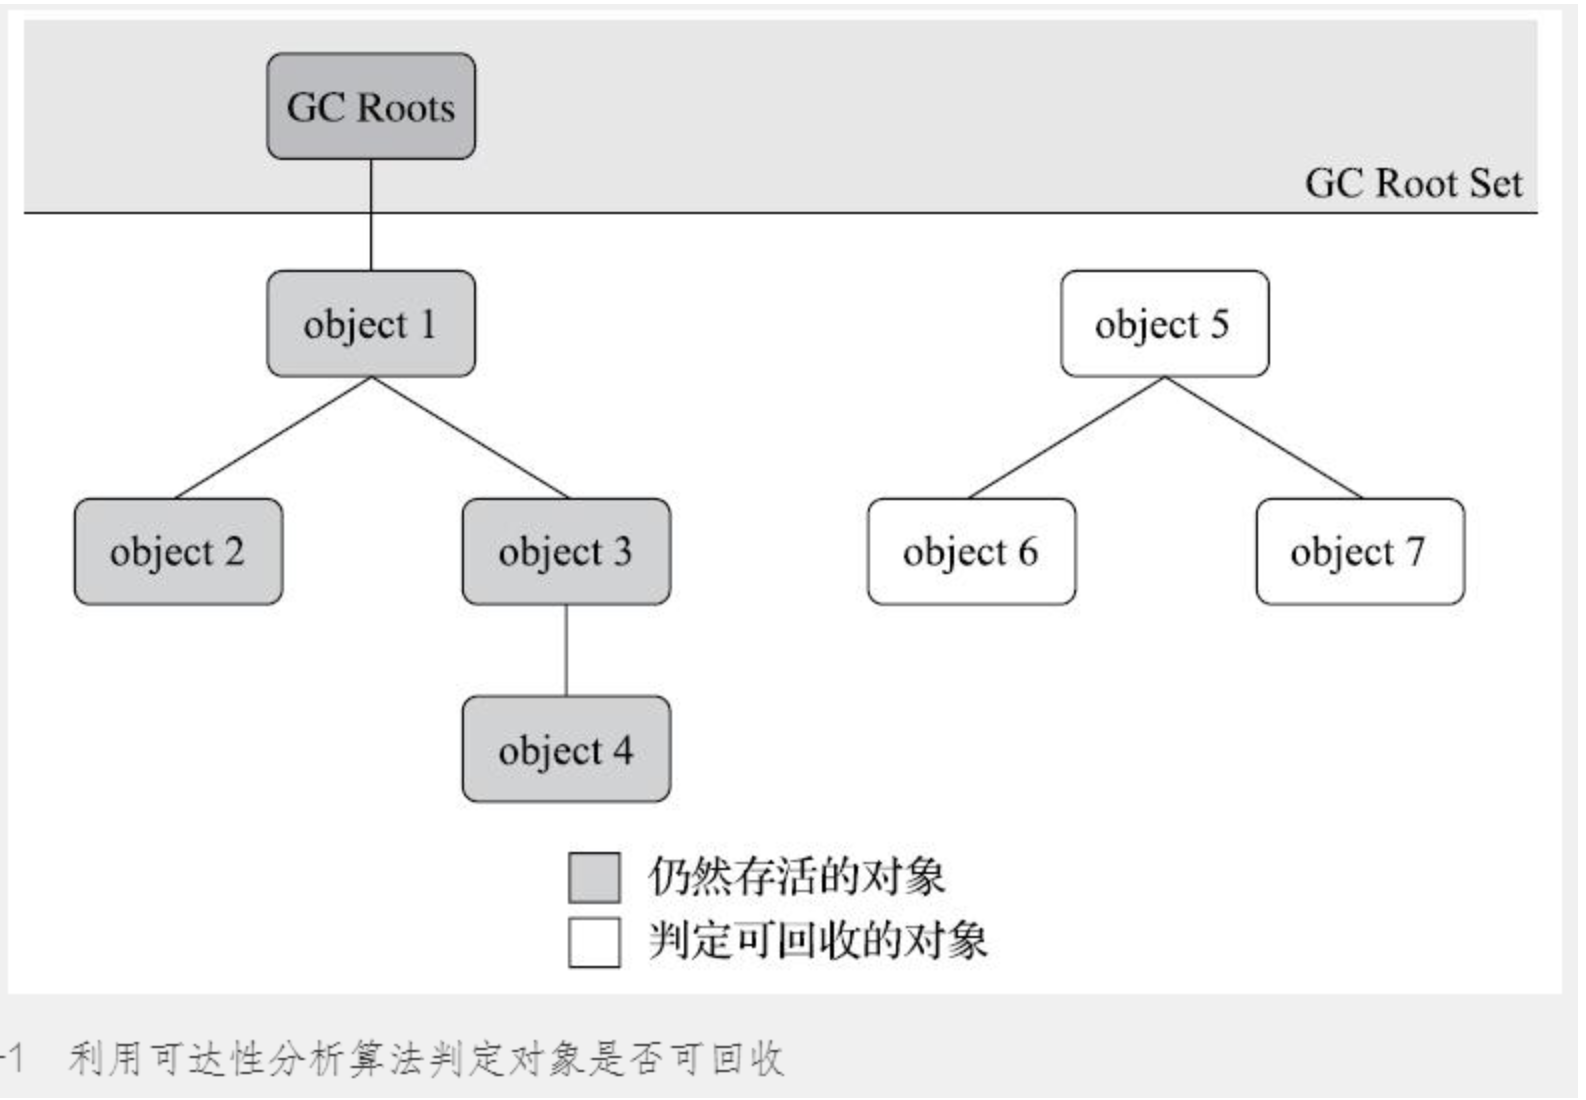 GC Roots
GC Root Set
object 1
object 5
object 2
object 3
object 6
object 7
object 4
仍然存活的对象
判定可回收的对象
-1 利用可达性分析算法判定对象是否可回收